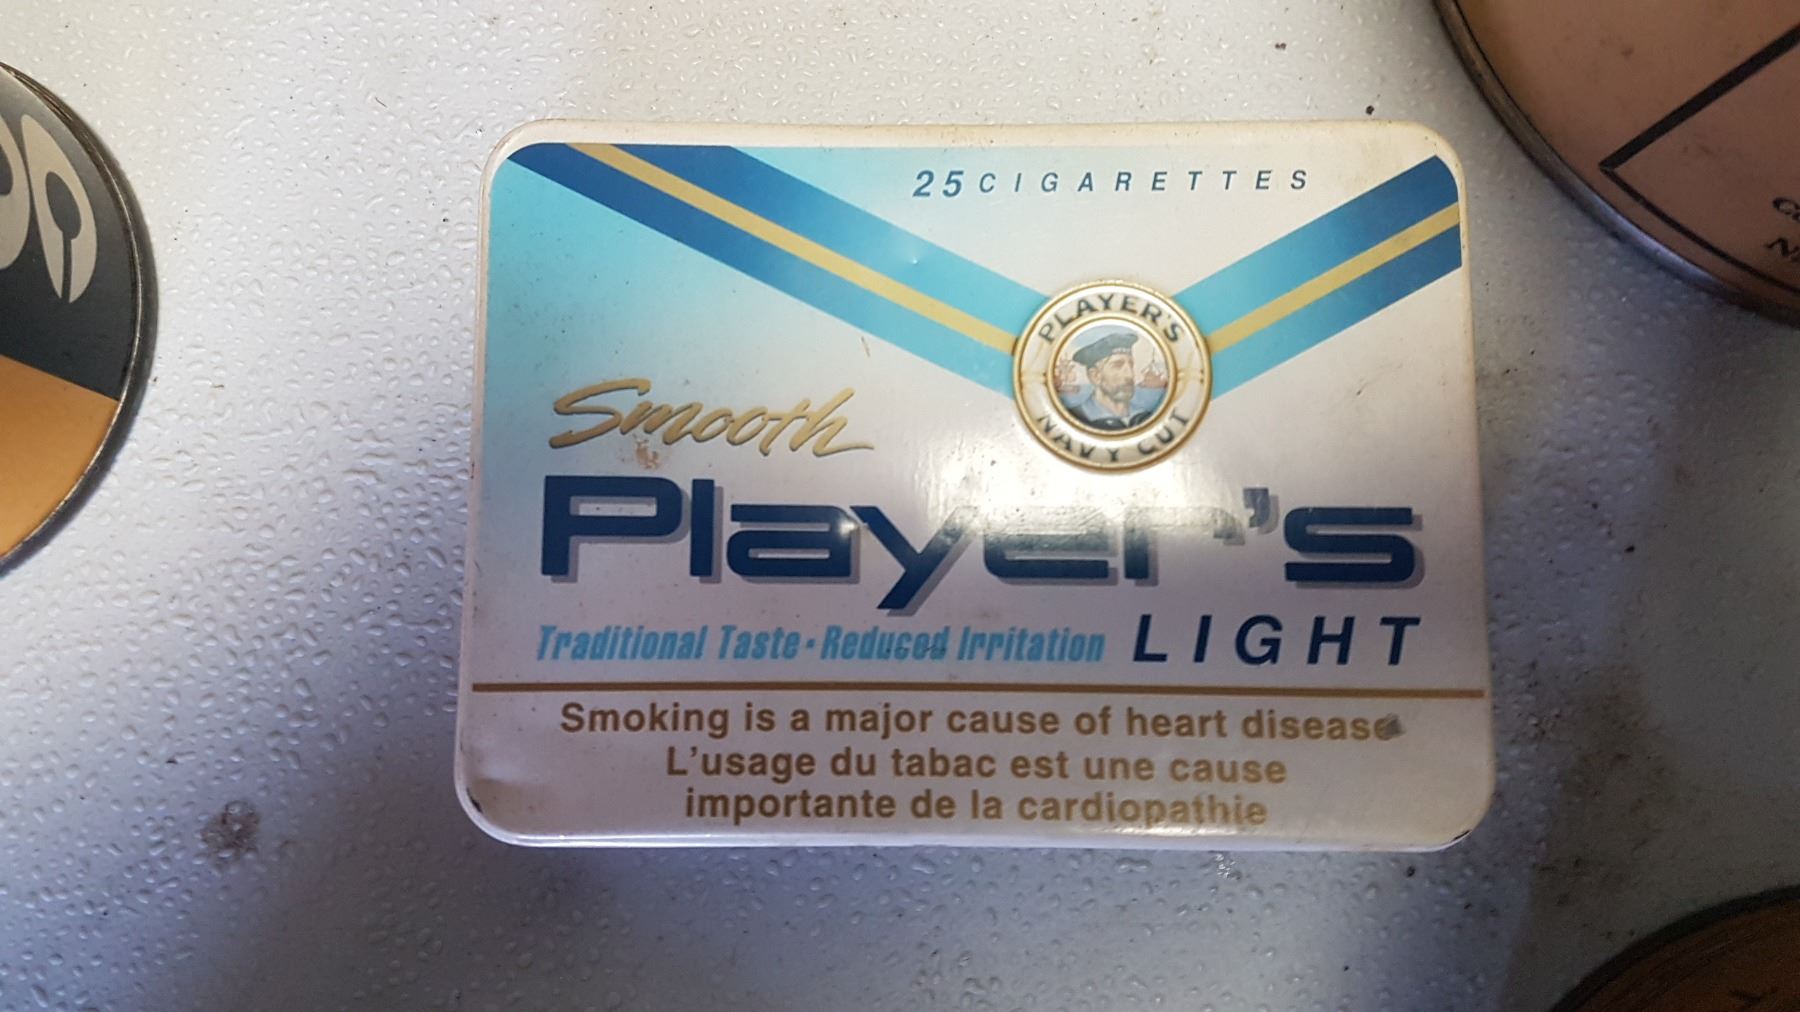 25 CIGARETTES
PLAYER'S
NAVY CUT
Smooth
Player's
Traditional Taste • Reduced Irritation LIGHT
Smoking is a major cause of heart disease
L'usage du tabac est une cause
importante de la cardiopathie